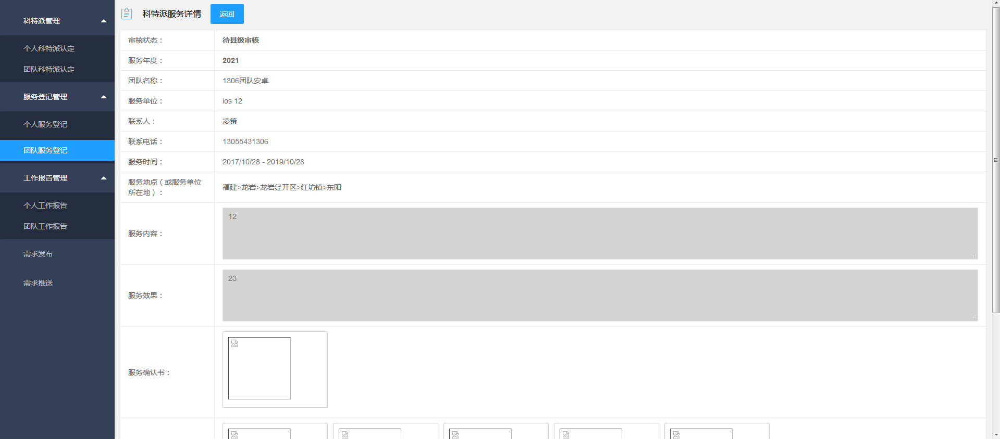 科特派管理
个人科特派认定
团队科特派认定
服务登记管理
个人服务登记
团队服务登记
工作报告管理
个人工作报告
团队工作报告
需求发布
需求推送
科特派服务详情 返回
审核状态： 待县级审核
服务年度： 2021
团队名称： 1306团队安卓
服务单位： ios 12
联系人： 凌策
联系电话： 13055431306
服务时间： 2017/10/28 - 2019/10/28
服务地点（或服务单位
所在地）： 福建>龙岩>龙岩经开区>红坊镇>东阳
服务内容： 12
服务效果： 23
服务确认书：